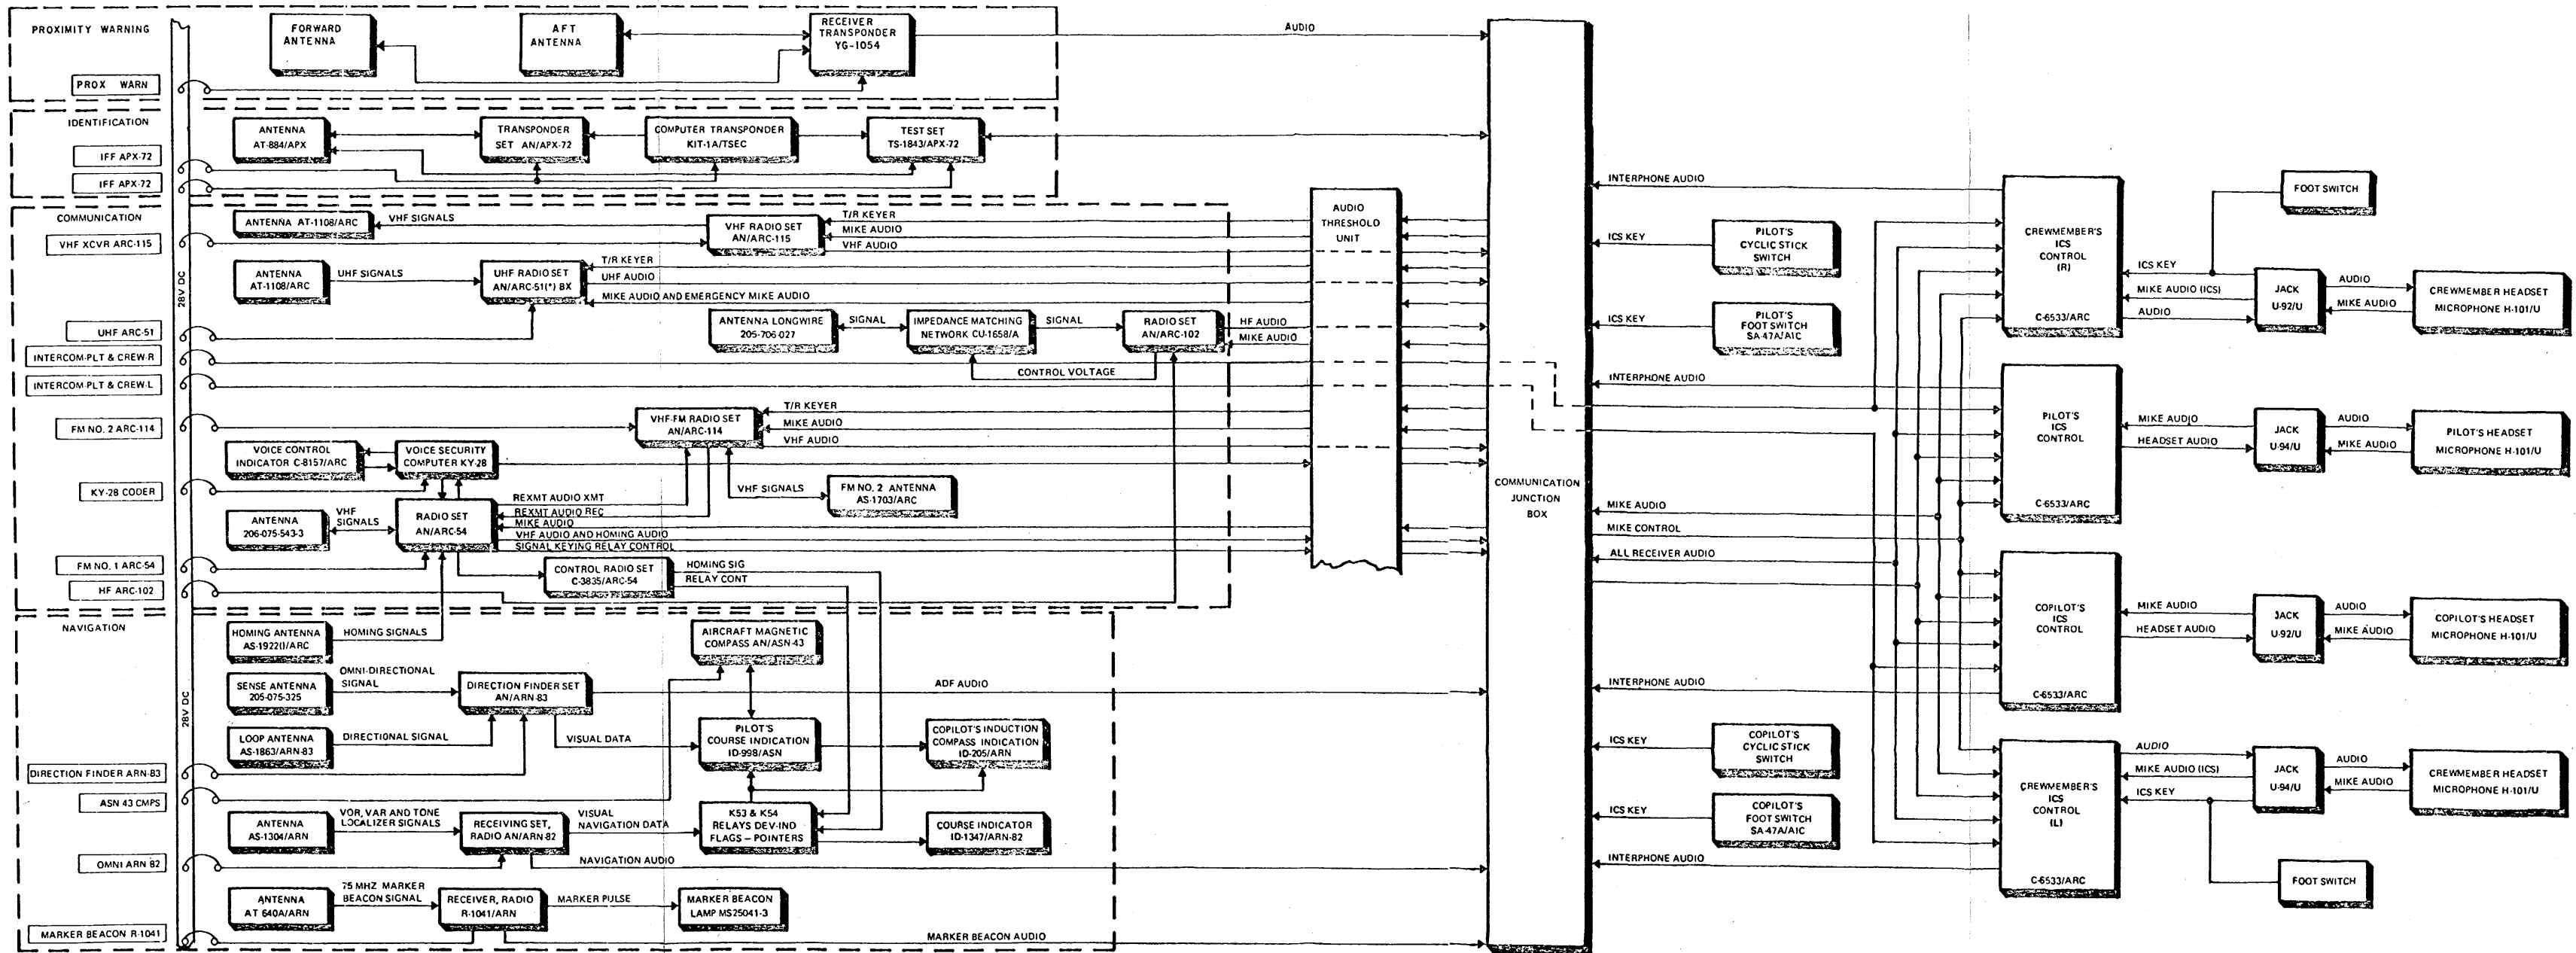 PROXIMITY WARNING
FORWARD
ANTENNA
AFT
ANTENNA
RECEIVER
TRANSPONDER
YG-1054
AUDIO
PROX WARN
IDENTIFICATION
ANTENNA
AT-884/APX
TRANSPONDER
SET AN/APX-72
COMPUTER TRANSPONDER
KIT-1A/TSEC
TEST SET
TS-1843/APX-72
IFF APX-72
IFF APX-72
COMMUNICATION
ANTENNA AT-1108/ARC
VHF SIGNALS
VHF RADIO SET
AN/ARC-115
T/R KEYER
MIKE AUDIO
VHF AUDIO
VHF XCVR ARC-115
28V DC
ANTENNA
AT-1108/ARC
UHF SIGNALS
UHF RADIO SET
AN/ARC-51(*) BX
T/R KEYER
UHF AUDIO
MIKE AUDIO AND EMERGENCY MIKE AUDIO
ANTENNA LONGWIRE
205-706-027
SIGNAL
IMPEDANCE MATCHING
NETWORK CU-1658/A
SIGNAL
RADIO SET
AN/ARC-102
HF AUDIO
MIKE AUDIO
CONTROL VOLTAGE
UHF ARC-51
INTERCOM-PLT & CREW-R
INTERCOM-PLT & CREW-L
FM NO. 2 ARC-114
VHF-FM RADIO SET
AN/ARC-114
T/R KEYER
MIKE AUDIO
VHF AUDIO
VOICE CONTROL
INDICATOR C-8157/ARC
VOICE SECURITY
COMPUTER KY-28
KY-28 CODER
VHF SIGNALS
FM NO. 2 ANTENNA
AS-1703/ARC
ANTENNA
206-075-543-3
VHF
SIGNALS
RADIO SET
AN/ARC-54
REXMT AUDIO XMT
REXMT AUDIO REC
MIKE AUDIO
VHF AUDIO AND HOMING AUDIO
SIGNAL KEYING RELAY CONTROL
FM NO. 1 ARC-54
HF ARC-102
CONTROL RADIO SET
C-3835/ARC-54
HOMING SIG
RELAY CONT
AUDIO
THRESHOLD
UNIT
NAVIGATION
HOMING ANTENNA
AS-1922()/ARC
HOMING SIGNALS
AIRCRAFT MAGNETIC
COMPASS AN/ASN-43
SENSE ANTENNA
205-075-325
OMNI-DIRECTIONAL
SIGNAL
DIRECTION FINDER SET
AN/ARN-83
ADF AUDIO
28V DC
LOOP ANTENNA
AS-1863/ARN-83
DIRECTIONAL SIGNAL
VISUAL DATA
PILOT'S
COURSE INDICATION
ID-998/ASN
COPILOT'S INDUCTION
COMPASS INDICATION
ID-205/ARN
DIRECTION FINDER ARN-83
ASN 43 CMPS
ANTENNA
AS-1304/ARN
VOR, VAR AND TONE
LOCALIZER SIGNALS
RECEIVING SET,
RADIO AN/ARN-82
VISUAL
NAVIGATION DATA
K53 & K54
RELAYS DEV-IND
FLAGS - POINTERS
COURSE INDICATOR
ID-1347/ARN-82
OMNI ARN 82
NAVIGATION AUDIO
ANTENNA
AT 640A/ARN
75 MHZ MARKER
BEACON SIGNAL
RECEIVER, RADIO
R-1041/ARN
MARKER PULSE
MARKER BEACON
LAMP MS25041-3
MARKER BEACON R-1041
MARKER BEACON AUDIO
COMMUNICATION
JUNCTION
BOX
INTERPHONE AUDIO
ICS KEY
PILOT'S
CYCLIC STICK
SWITCH
ICS KEY
PILOT'S
FOOT SWITCH
SA-47A/AIC
INTERPHONE AUDIO
MIKE AUDIO
MIKE CONTROL
ALL RECEIVER AUDIO
INTERPHONE AUDIO
ICS KEY
COPILOT'S
CYCLIC STICK
SWITCH
ICS KEY
COPILOT'S
FOOT SWITCH
SA-47A/AIC
INTERPHONE AUDIO
CREWMEMBER'S
ICS
CONTROL
(R)
C-6533/ARC
FOOT SWITCH
ICS KEY
MIKE AUDIO (ICS)
AUDIO
JACK
U-92/U
AUDIO
MIKE AUDIO
CREWMEMBER HEADSET
MICROPHONE H-101/U
PILOT'S
ICS
CONTROL
C-6533/ARC
MIKE AUDIO
HEADSET AUDIO
JACK
U-94/U
AUDIO
MIKE AUDIO
PILOT'S HEADSET
MICROPHONE H-101/U
COPILOT'S
ICS
CONTROL
C-6533/ARC
MIKE AUDIO
HEADSET AUDIO
JACK
U-92/U
AUDIO
MIKE AUDIO
COPILOT'S HEADSET
MICROPHONE H-101/U
CREWMEMBER'S
ICS
CONTROL
(L)
C-6533/ARC
AUDIO
MIKE AUDIO (ICS)
ICS KEY
JACK
U-94/U
AUDIO
MIKE AUDIO
CREWMEMBER HEADSET
MICROPHONE H-101/U
FOOT SWITCH